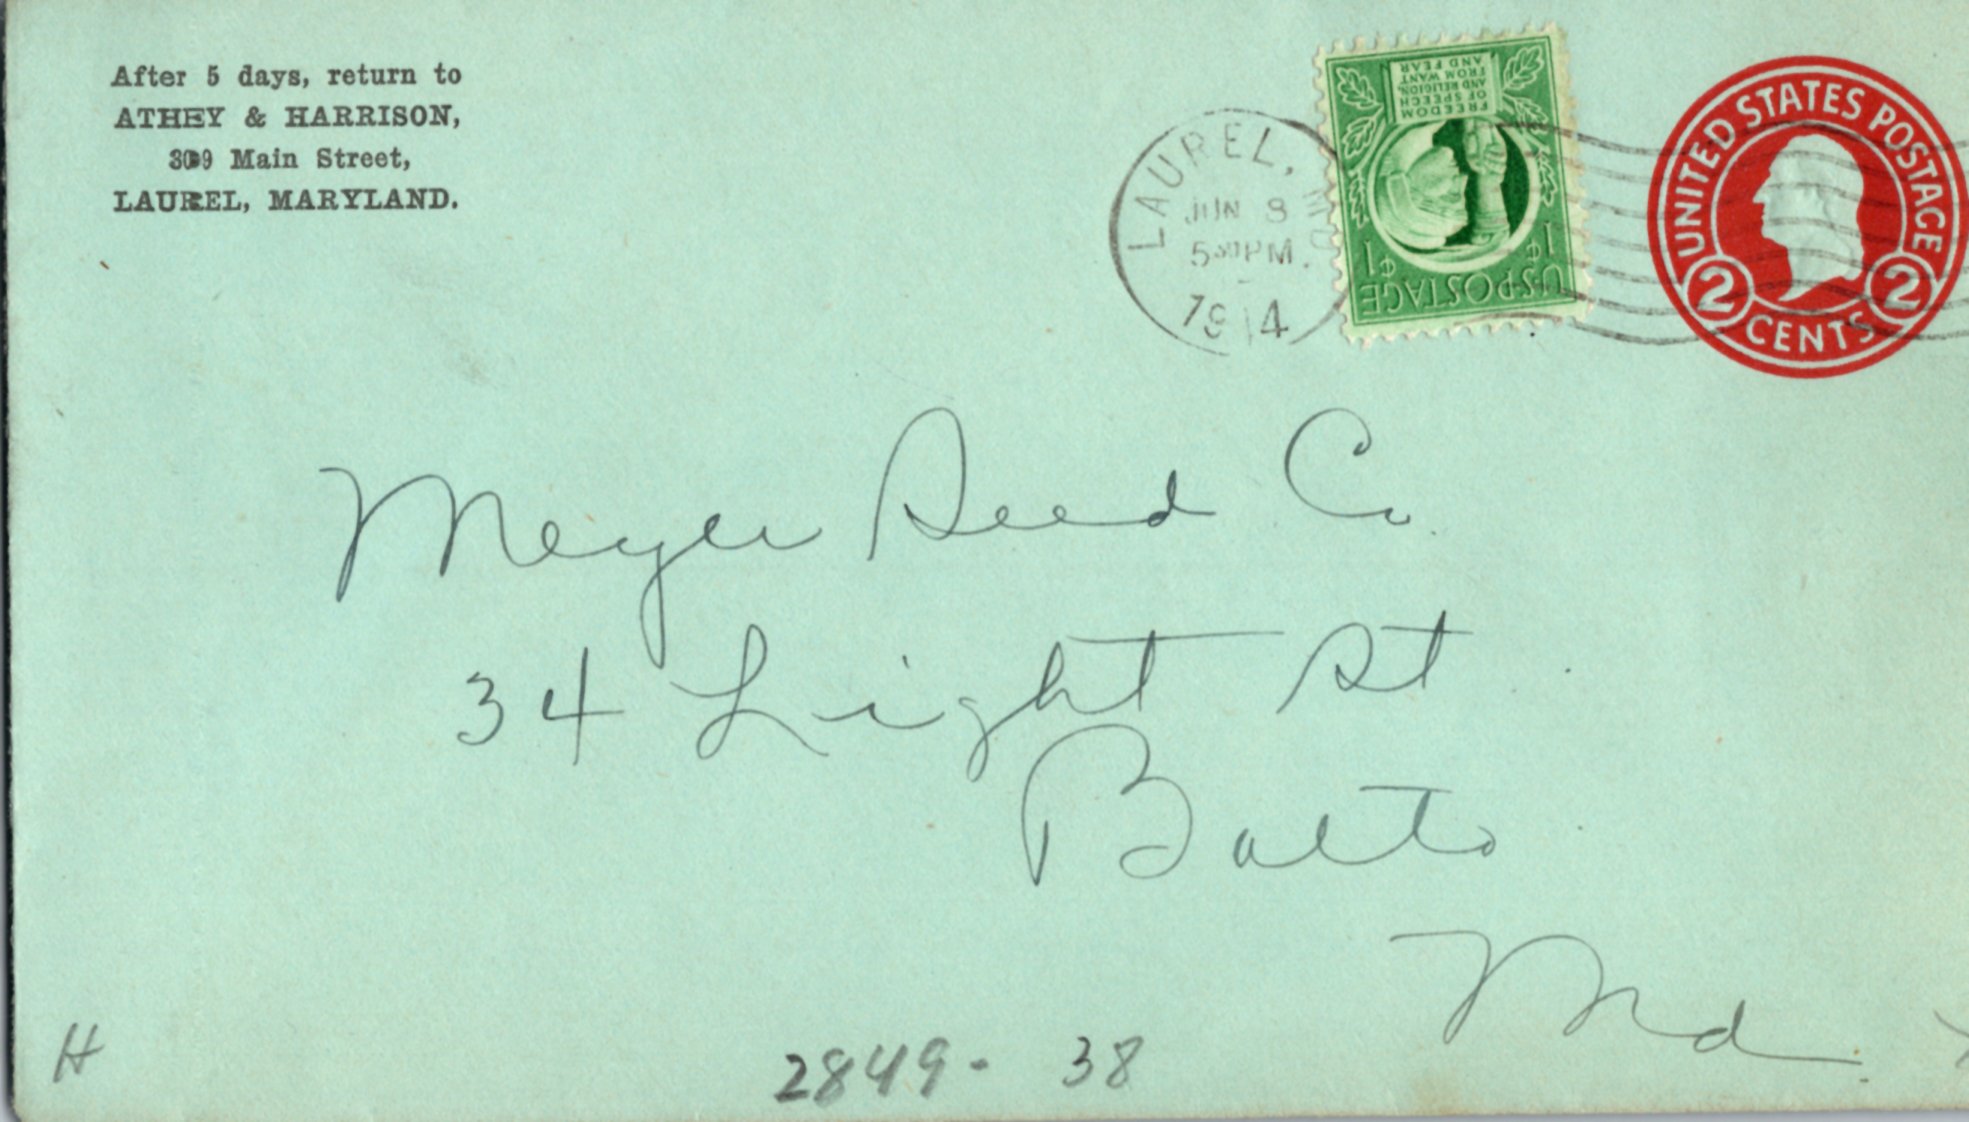 After 5 days, return to
ATHEY & HARRISON,
309 Main Street,
LAUREL, MARYLAND.
LAUREL, MD
JUN 8
5 30 PM
FREEDOM
OF SPEECH
AND RELIGION,
FROM WANT
AND FEAR
1¢ 1¢
U.S. POSTAGE
UNITED STATES POSTAGE
2 2
CENTS
Meyer Seed Co.
34 Light St
Balto
Md.
H
2849 - 38